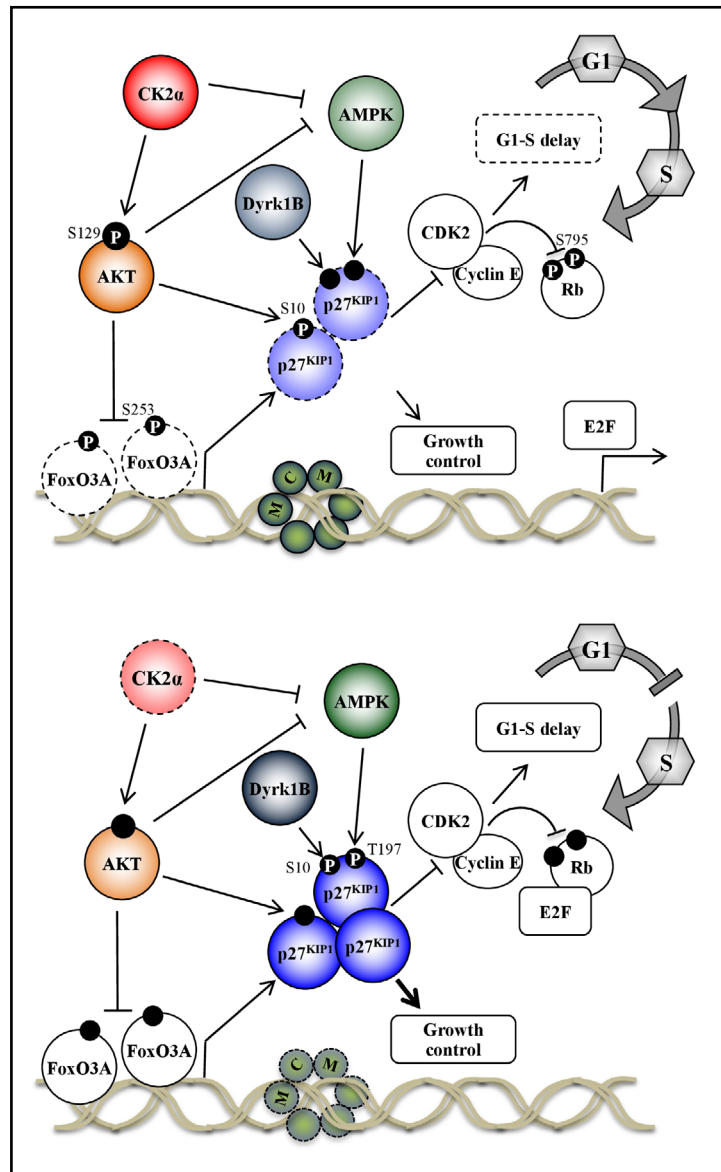 G1
CK2α
AMPK
G1-S delay
S
Dyrk1B
S129
P
CDK2
S795
AKT
Cyclin E
P P
Rb
p27KIP1
S10
P
p27KIP1
S253
P
P
E2F
FoxO3A
FoxO3A
Growth
control
C M
M
G1
CK2α
AMPK
G1-S delay
S
Dyrk1B
CDK2
T197
AKT
S10
P P
Cyclin E
Rb
p27KIP1
E2F
p27KIP1
p27KIP1
FoxO3A
FoxO3A
Growth
control
C M
M